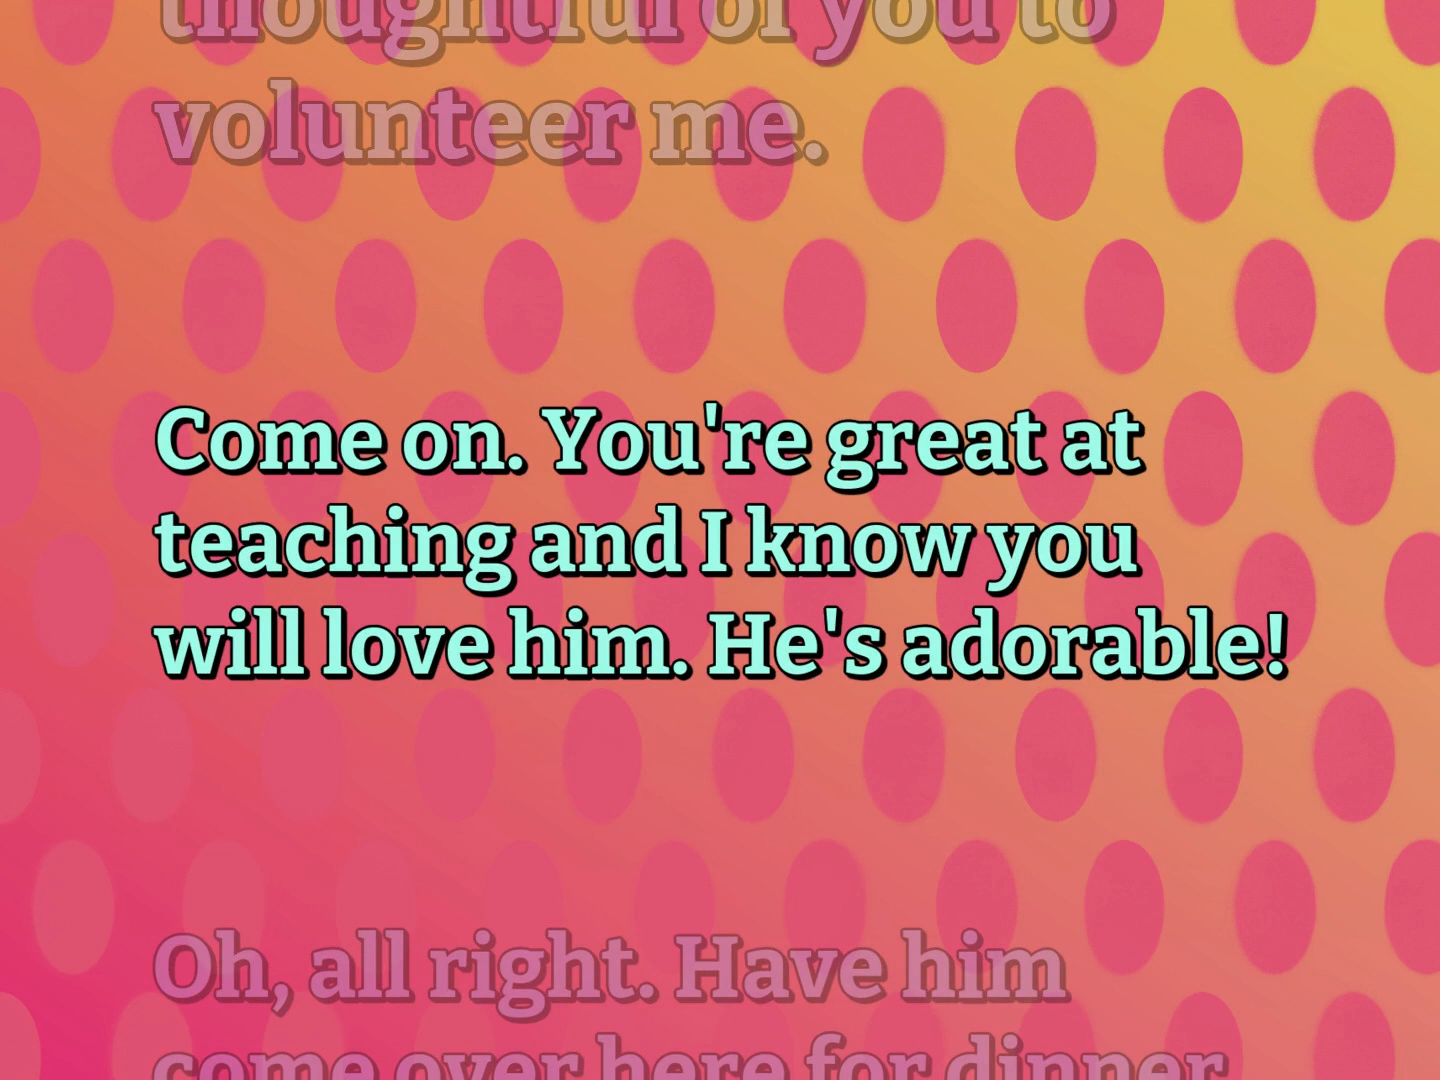 thoughtful of you to
volunteer me.
Come on. You're great at
teaching and I know you
will love him. He's adorable!
Oh, all right. Have him
come over here for dinner